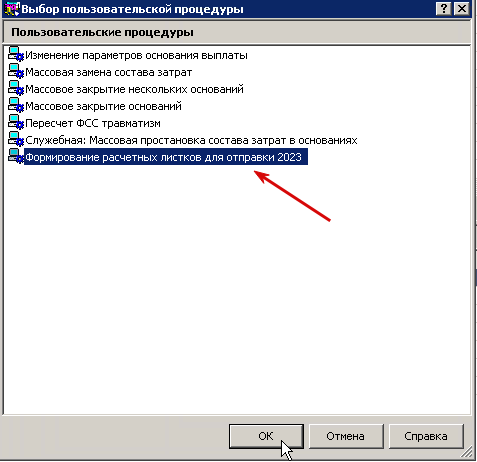 Выбор пользовательской процедуры
Пользовательские процедуры
Изменение параметров основания выплаты
Массовая замена состава затрат
Массовое закрытие нескольких оснований
Массовое закрытие оснований
Пересчет ФСС травматизм
Служебная: Массовая простановка состава затрат в основаниях
Формирование расчетных листков для отправки 2023
ОК Отмена Справка